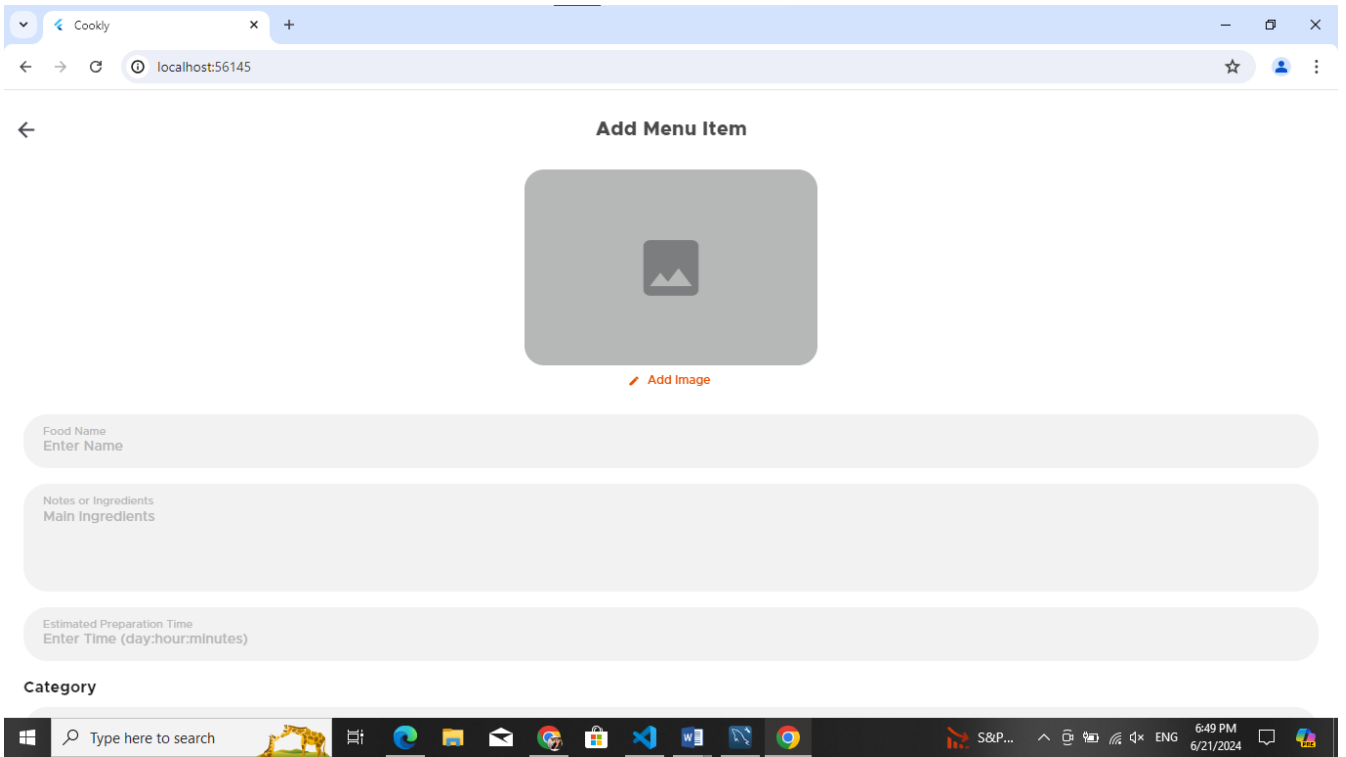 Cookly
localhost:56145
Add Menu Item
Add Image
Food Name
Enter Name
Notes or Ingredients
Main Ingredients
Estimated Preparation Time
Enter Time (day:hour:minutes)
Category
Type here to search
S&P...
ENG
6:49 PM
6/21/2024
PRE